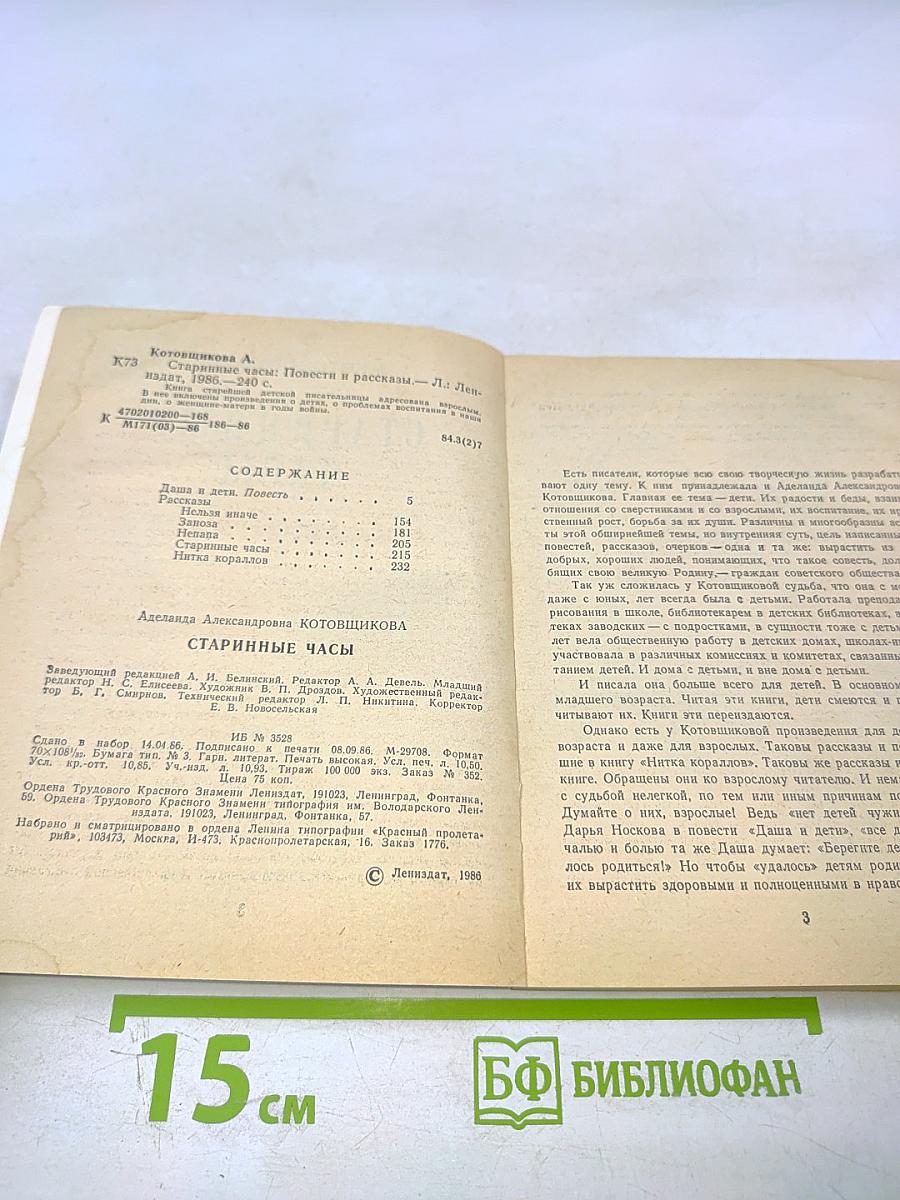 Котовщикова А.
К73 Старинные часы: Повести и рассказы.— Л.: Лен-
издат, 1986.—240 с.
Книга старейшей детской писательницы адресована взрослым.
В нее включены произведения о детях, о проблемах воспитания в наши
дни, о женщине-матери в годы войны.
К 4702010200—168
М171(03)—86 186—86
84.3(2)7
СОДЕРЖАНИЕ
Даша и дети. Повесть . . . . . . 5
Рассказы
Нельзя иначе . . . . . . . 154
Заноза . . . . . . . . 181
Непара . . . . . . . . 205
Старинные часы . . . . . . 215
Нитка кораллов . . . . . . 232
Аделаида Александровна КОТОВЩИКОВА
СТАРИННЫЕ ЧАСЫ
Заведующий редакцией А. И. Белинский. Редактор А. А. Девель. Младший
редактор Н. С. Елисеева. Художник В. П. Дроздов. Художественный редак-
тор Б. Г. Смирнов. Технический редактор Л. П. Никитина. Корректор
Е. В. Новосельская
ИБ № 3528
Сдано в набор 14.04.86. Подписано к печати 08.09.86. М-29708. Формат
70×108¹/₃₂. Бумага тип. № 3. Гарн. литерат. Печать высокая. Усл. печ. л. 10,50.
Усл. кр.-отт. 10,85. Уч.-изд. л. 10,93. Тираж 100 000 экз. Заказ № 352.
Цена 75 коп.
Ордена Трудового Красного Знамени Лениздат, 191023, Ленинград, Фонтанка,
59. Ордена Трудового Красного Знамени типография им. Володарского Лен-
издата, 191023, Ленинград, Фонтанка, 57.
Набрано и сматрицировано в ордена Ленина типографии «Красный пролета-
рий», 103473, Москва, И-473, Краснопролетарская, 16. Заказ 1776.
© Лениздат, 1986
Есть писатели, которые всю свою творческую жизнь разрабаты-
вают одну тему. К ним принадлежала и Аделаида Александров
Котовщикова. Главная ее тема — дети. Их радости и беды, взаи
отношения со сверстниками и со взрослыми, их воспитание, их нр
ственный рост, борьба за их души. Различны и многообразны ас
ты этой обширнейшей темы, но внутренняя суть, цель написанны
повестей, рассказов, очерков — одна и та же: вырастить из
добрых, хороших людей, понимающих, что такое совесть, дол
бящих свою великую Родину,— граждан советского общества
Так уж сложилась у Котовщиковой судьба, что она с мо
даже с юных, лет всегда была с детьми. Работала препода
рисования в школе, библиотекарем в детских библиотеках, в
теках заводских — с подростками, в сущности тоже с детьм
лет вела общественную работу в детских домах, школах-ин
участвовала в различных комиссиях и комитетах, связанны
танием детей. И дома с детьми, и вне дома с детьми.
И писала она больше всего для детей. В основном
младшего возраста. Читая эти книги, дети смеются и п
читывают их. Книги эти переиздаются.
Однако есть у Котовщиковой произведения для д
возраста и даже для взрослых. Таковы рассказы и п
шие в книгу «Нитка кораллов». Таковы же рассказы и
книге. Обращены они ко взрослому читателю. И нема
с судьбой нелегкой, по тем или иным причинам по
Думайте о них, взрослые! Ведь «нет детей чужи
Дарья Носкова в повести «Даша и дети», «все д
чалью и болью та же Даша думает: «Берегите де
лось родиться!» Но чтобы «удалось» детям роди
их вырастить здоровыми и полноценными в нраво
3
15 см
БФ БИБЛИОФАН